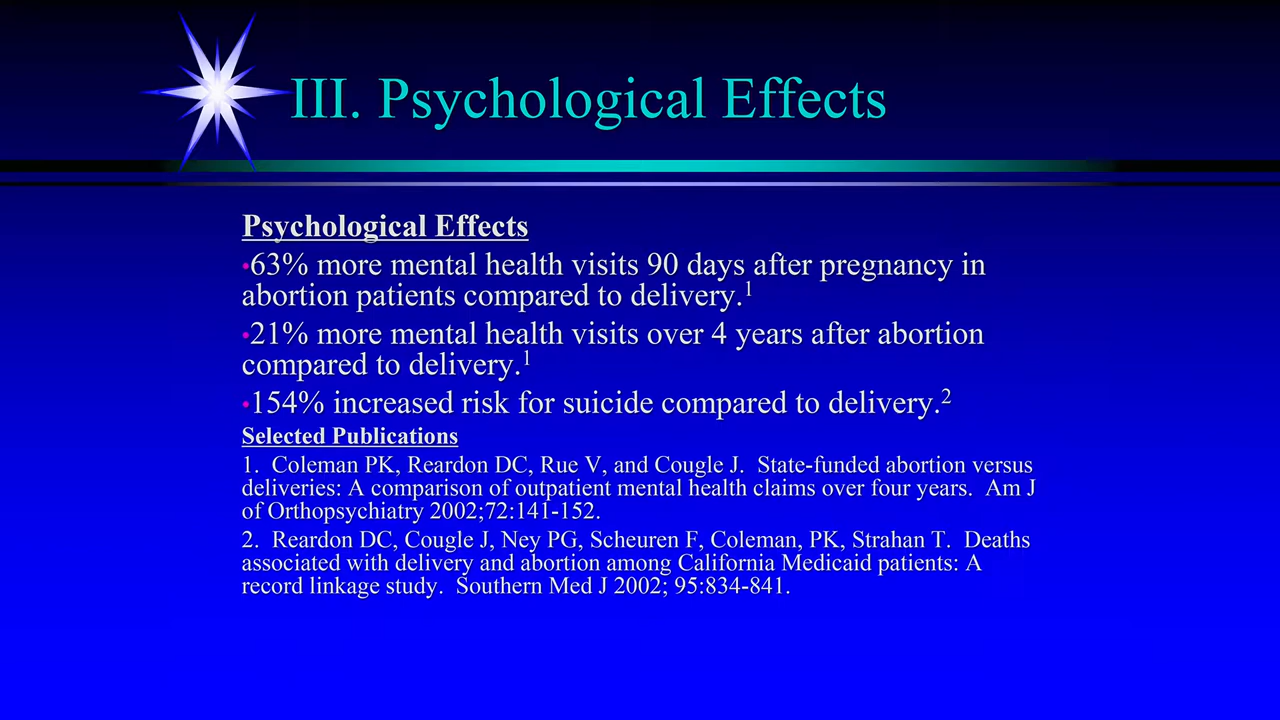 III. Psychological Effects
Psychological Effects
•63% more mental health visits 90 days after pregnancy in
abortion patients compared to delivery.1
•21% more mental health visits over 4 years after abortion
compared to delivery.1
•154% increased risk for suicide compared to delivery.2
Selected Publications
1. Coleman PK, Reardon DC, Rue V, and Cougle J. State-funded abortion versus
deliveries: A comparison of outpatient mental health claims over four years. Am J
of Orthopsychiatry 2002;72:141-152.
2. Reardon DC, Cougle J, Ney PG, Scheuren F, Coleman, PK, Strahan T. Deaths
associated with delivery and abortion among California Medicaid patients: A
record linkage study. Southern Med J 2002; 95:834-841.